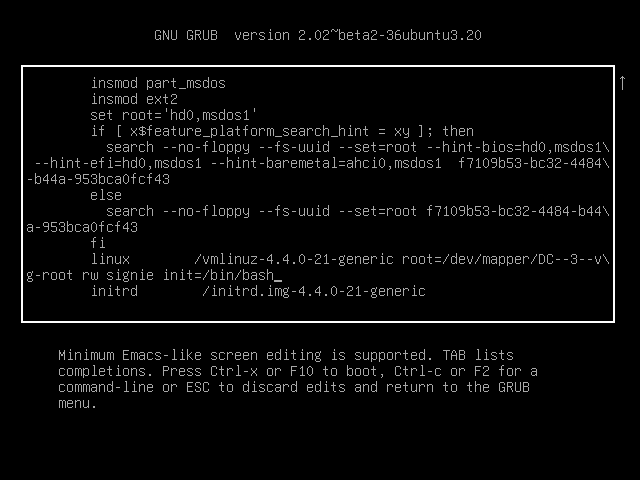 GNU GRUB  version 2.02~beta2-36ubuntu3.20
↑
insmod part_msdos
insmod ext2
set root='hd0,msdos1'
if [ x$feature_platform_search_hint = xy ]; then
search --no-floppy --fs-uuid --set=root --hint-bios=hd0,msdos1\
--hint-efi=hd0,msdos1 --hint-baremetal=ahci0,msdos1  f7109b53-bc32-4484\
-b44a-953bca0fcf43
else
search --no-floppy --fs-uuid --set=root f7109b53-bc32-4484-b44\
a-953bca0fcf43
fi
linux        /vmlinuz-4.4.0-21-generic root=/dev/mapper/DC--3--v\
g-root rw signie init=/bin/bash_
initrd        /initrd.img-4.4.0-21-generic
Minimum Emacs-like screen editing is supported. TAB lists
completions. Press Ctrl-x or F10 to boot, Ctrl-c or F2 for a
command-line or ESC to discard edits and return to the GRUB
menu.